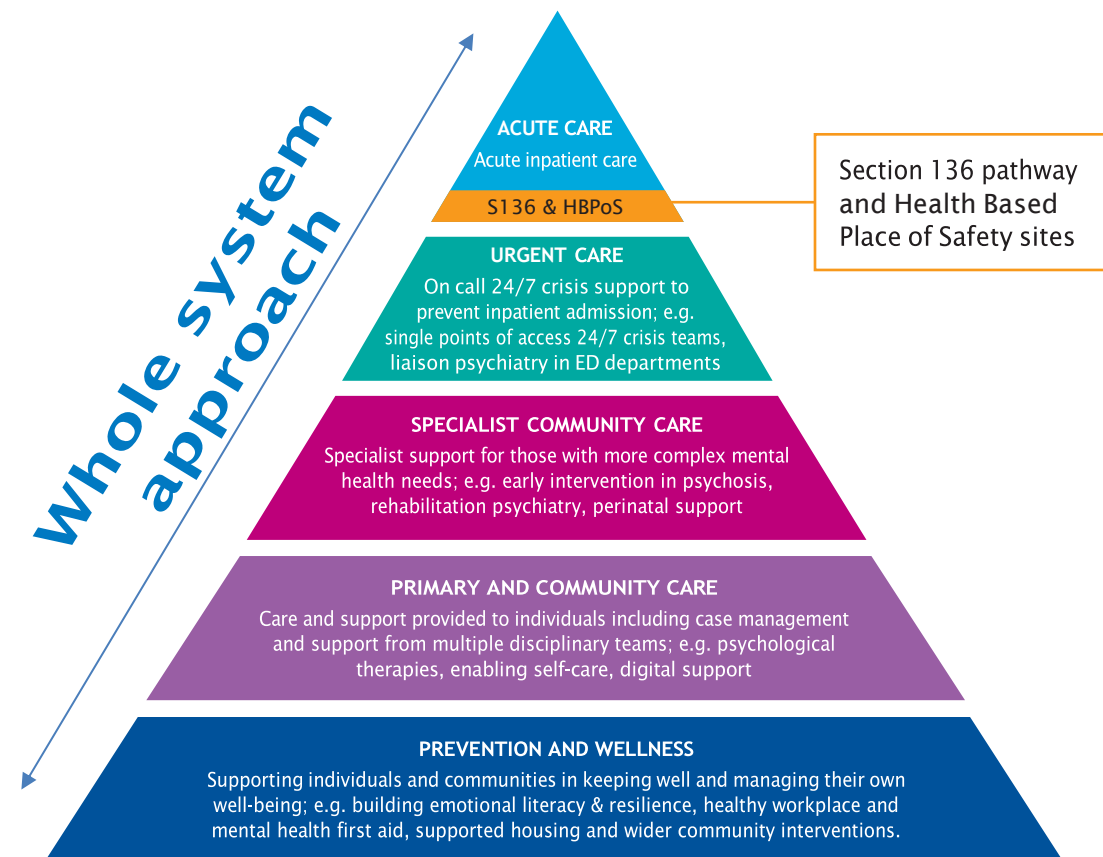 Whole system
approach
ACUTE CARE
Acute inpatient care
S136 & HBPoS
Section 136 pathway
and Health Based
Place of Safety sites
URGENT CARE
On call 24/7 crisis support to
prevent inpatient admission; e.g.
single points of access 24/7 crisis teams,
liaison psychiatry in ED departments
SPECIALIST COMMUNITY CARE
Specialist support for those with more complex mental
health needs; e.g. early intervention in psychosis,
rehabilitation psychiatry, perinatal support
PRIMARY AND COMMUNITY CARE
Care and support provided to individuals including case management
and support from multiple disciplinary teams; e.g. psychological
therapies, enabling self-care, digital support
PREVENTION AND WELLNESS
Supporting individuals and communities in keeping well and managing their own
well-being; e.g. building emotional literacy & resilience, healthy workplace and
mental health first aid, supported housing and wider community interventions.